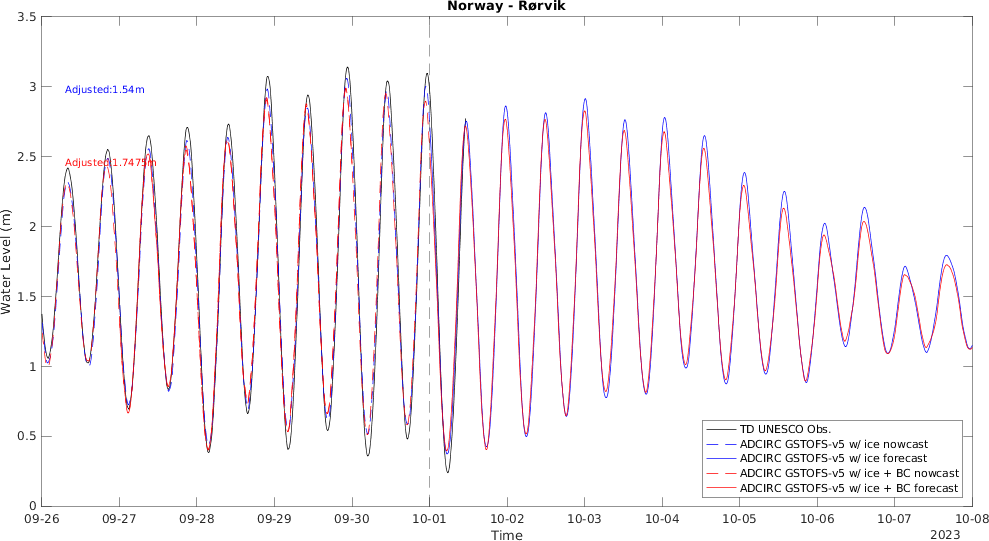 Norway - Rørvik
3.5
3
2.5
2
1.5
1
0.5
0
Water Level (m)
Adjusted:1.54m
Adjusted:1.7475m
TD UNESCO Obs.
ADCIRC GSTOFS-v5 w/ ice nowcast
ADCIRC GSTOFS-v5 w/ ice forecast
ADCIRC GSTOFS-v5 w/ ice + BC nowcast
ADCIRC GSTOFS-v5 w/ ice + BC forecast
09-26 09-27 09-28 09-29 09-30 10-01 10-02 10-03 10-04 10-05 10-06 10-07 10-08
Time
2023